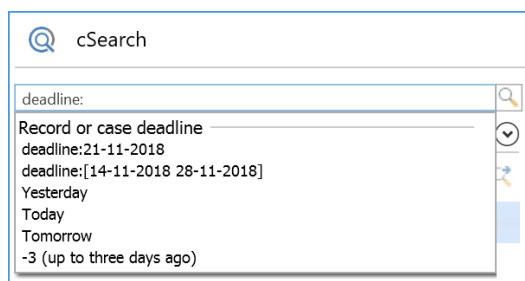 cSearch
deadline:
Record or case deadline
deadline:21-11-2018
deadline:[14-11-2018 28-11-2018]
Yesterday
Today
Tomorrow
-3 (up to three days ago)